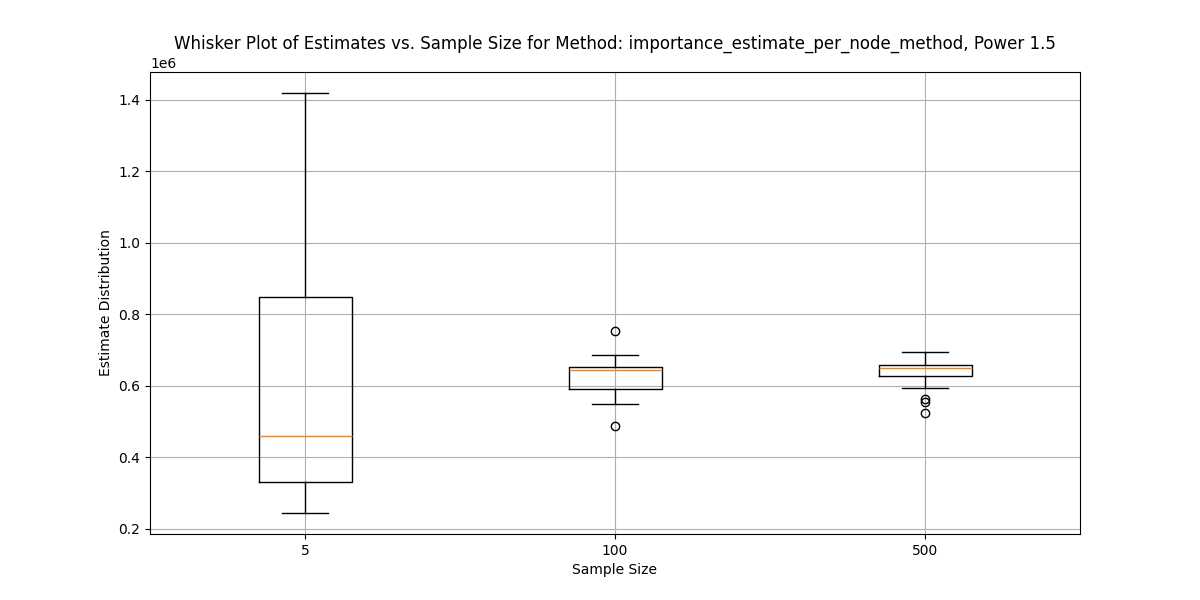 Whisker Plot of Estimates vs. Sample Size for Method: importance_estimate_per_node_method, Power 1.5
1e6
1.4
1.2
1.0
0.8
0.6
0.4
0.2
Estimate Distribution
5
100
500
Sample Size